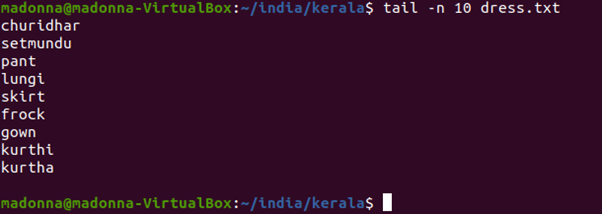 madonna@madonna-VirtualBox:~/india/kerala$ tail -n 10 dress.txt
churidhar
setmundu
pant
lungi
skirt
frock
gown
kurthi
kurtha

madonna@madonna-VirtualBox:~/india/kerala$